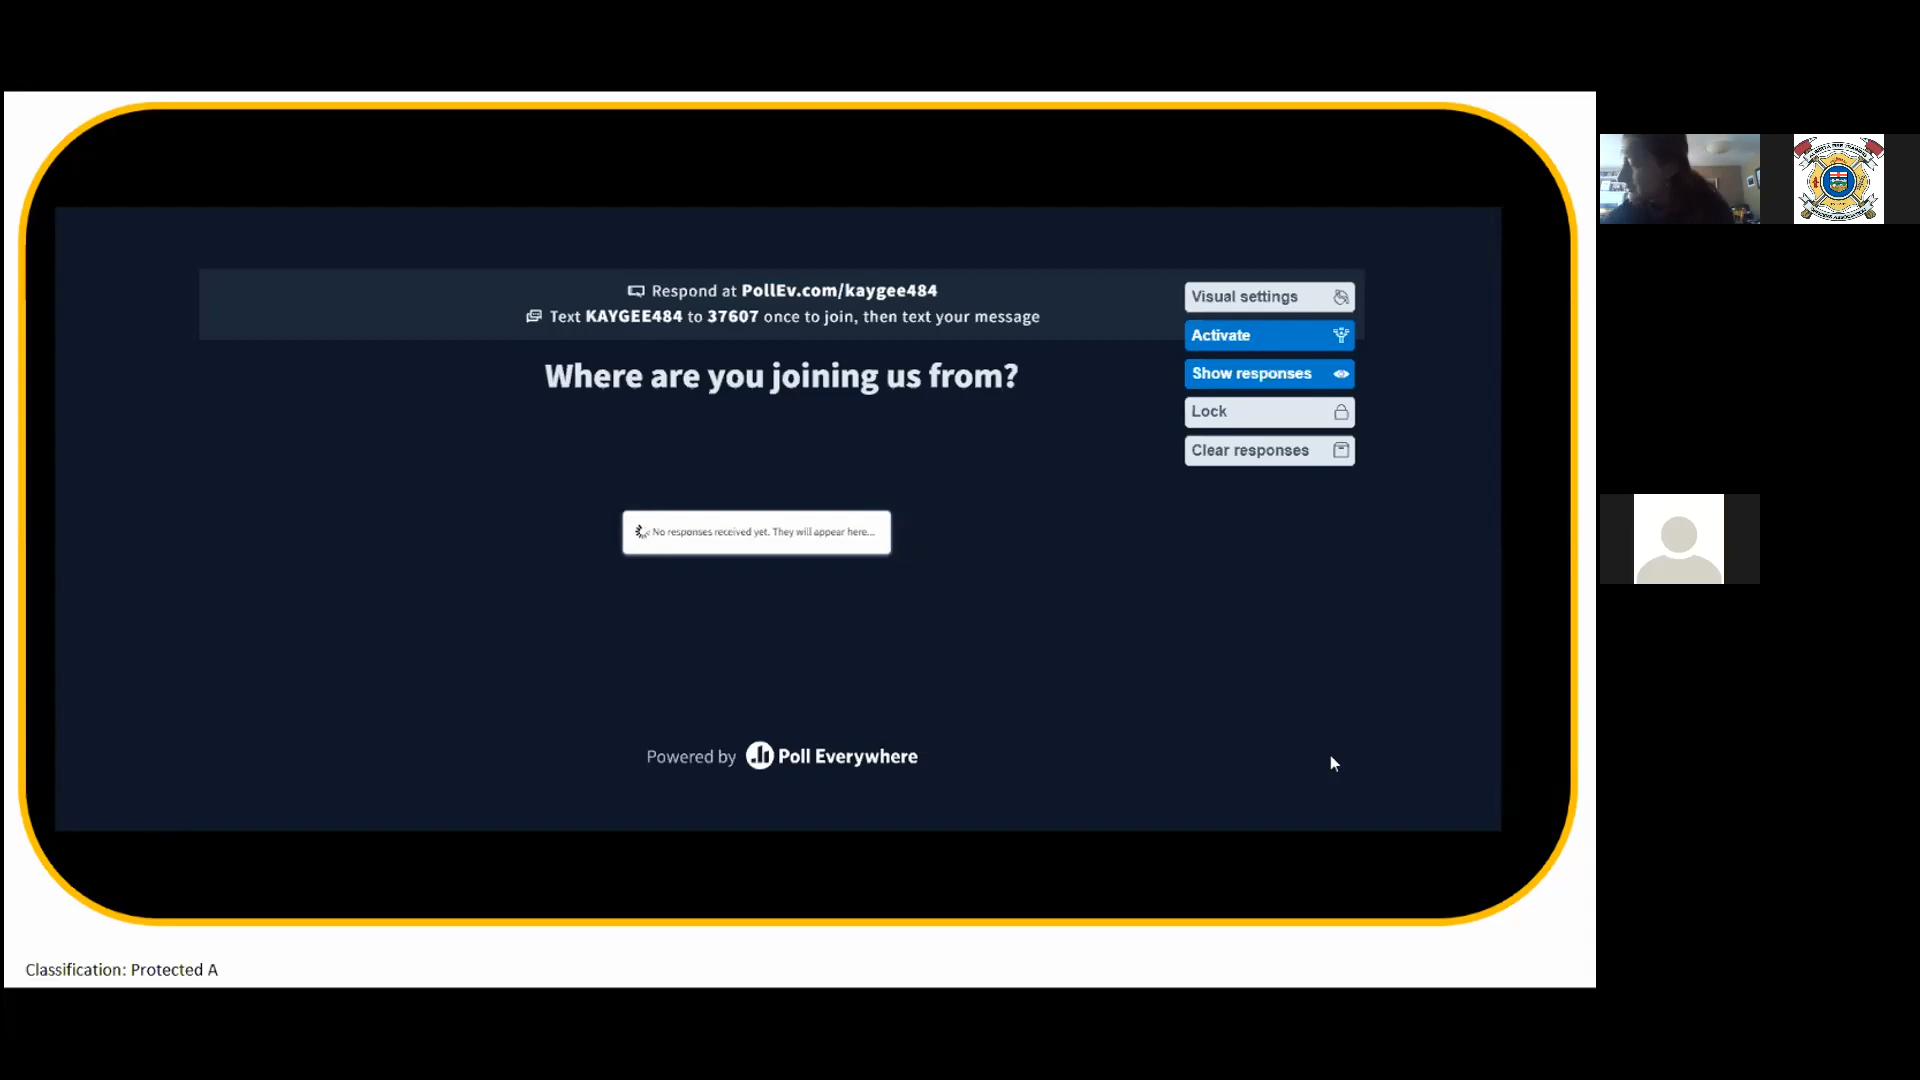 Respond at PollEv.com/kaygee484
Text KAYGEE484 to 37607 once to join, then text your message
Where are you joining us from?
Visual settings
Activate
Show responses
Lock
Clear responses
No responses received yet. They will appear here...
Powered by Poll Everywhere
Classification: Protected A